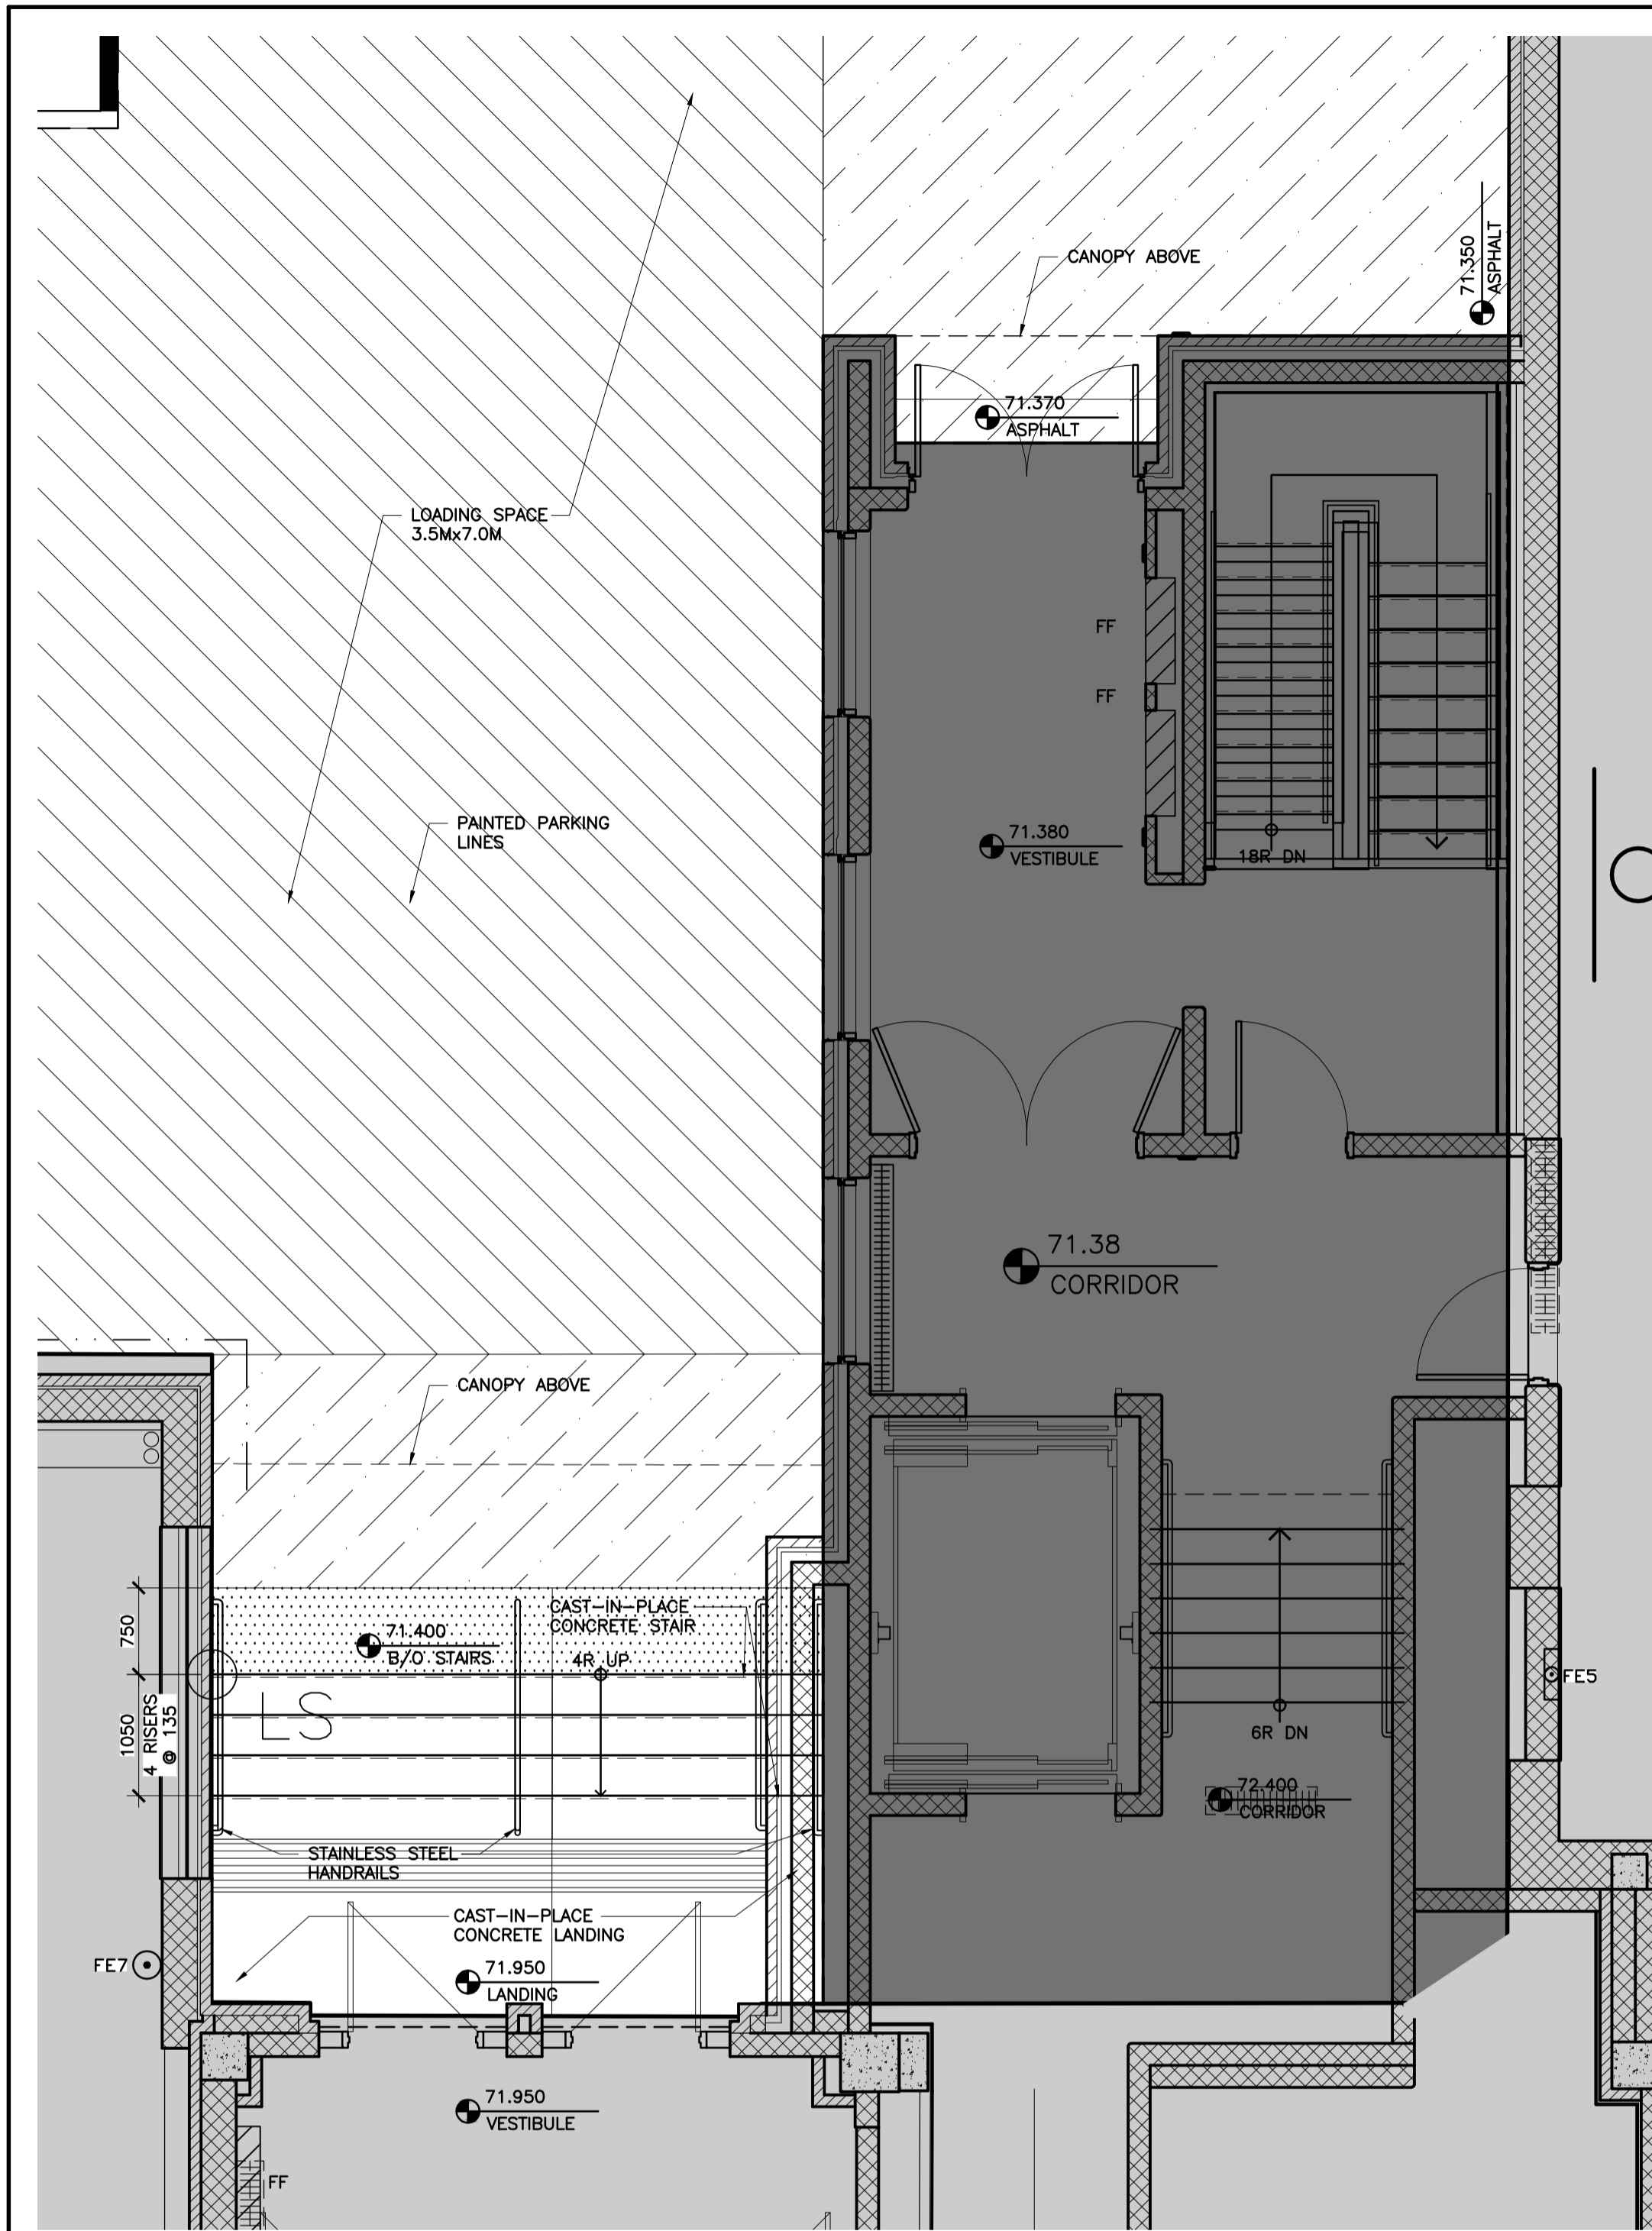 71.350
ASPHALT
CANOPY ABOVE
71.370
ASPHALT
LOADING SPACE
3.5Mx7.0M
FF
FF
PAINTED PARKING
LINES
71.380
VESTIBULE
18R DN
71.38
CORRIDOR
CANOPY ABOVE
750
1050
4 RISERS
@ 135
71.400
B/O STAIRS
CAST-IN-PLACE
CONCRETE STAIR
4R UP
LS
FE5
6R DN
72.400
CORRIDOR
STAINLESS STEEL
HANDRAILS
CAST-IN-PLACE
CONCRETE LANDING
FE7
71.950
LANDING
71.950
VESTIBULE
FF